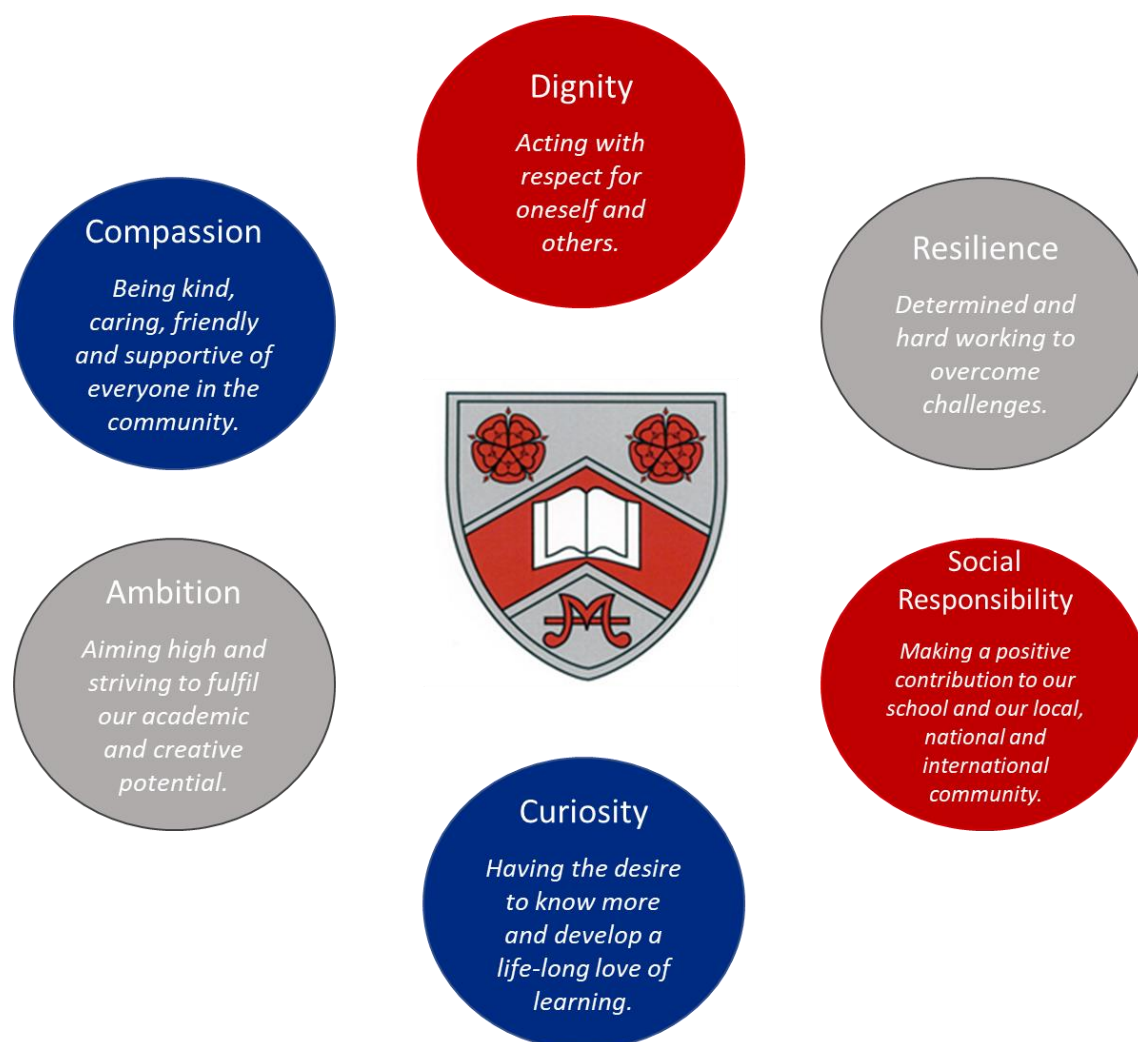 Dignity
Acting with
respect for
oneself and
others.
Compassion
Being kind,
caring, friendly
and supportive of
everyone in the
community.
Resilience
Determined and
hard working to
overcome
challenges.
Ambition
Aiming high and
striving to fulfil
our academic
and creative
potential.
Social
Responsibility
Making a positive
contribution to our
school and our local,
national and
international
community.
Curiosity
Having the desire
to know more
and develop a
life-long love of
learning.
M